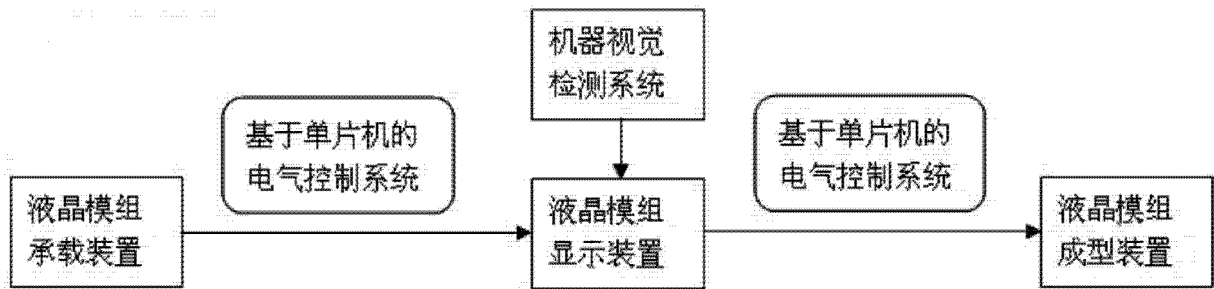 机器视觉
检测系统
基于单片机的
电气控制系统
基于单片机的
电气控制系统
液晶模组
承载装置
液晶模组
显示装置
液晶模组
成型装置